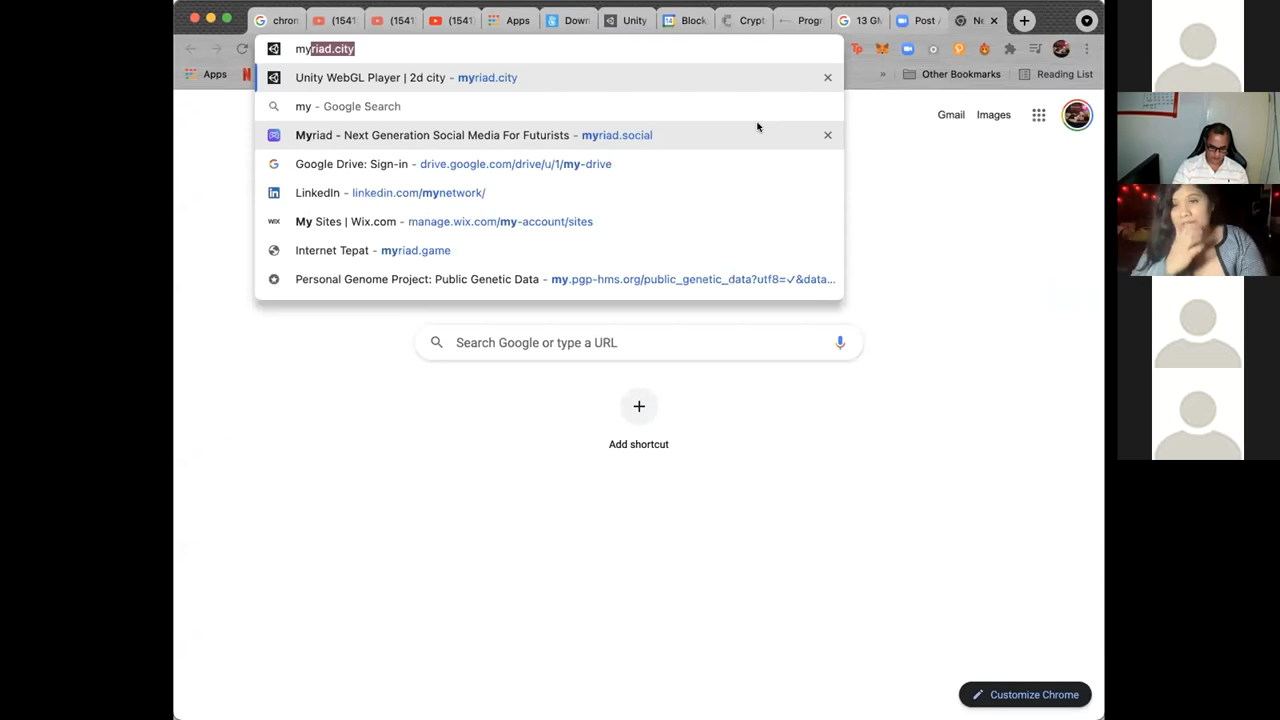 chron
(1541
(1541
(1541
Apps
Down
Unity
Block
Crypt
Progr
13 GM
Post /
Ne
myriad.city
Apps
Other Bookmarks
Reading List
Unity WebGL Player | 2d city - myriad.city
my - Google Search
Myriad - Next Generation Social Media For Futurists - myriad.social
Google Drive: Sign-in - drive.google.com/drive/u/1/my-drive
LinkedIn - linkedin.com/mynetwork/
WIX My Sites | Wix.com - manage.wix.com/my-account/sites
Internet Tepat - myriad.game
Personal Genome Project: Public Genetic Data - my.pgp-hms.org/public_genetic_data?utf8=✓&data...
Gmail Images
Search Google or type a URL
Add shortcut
Customize Chrome